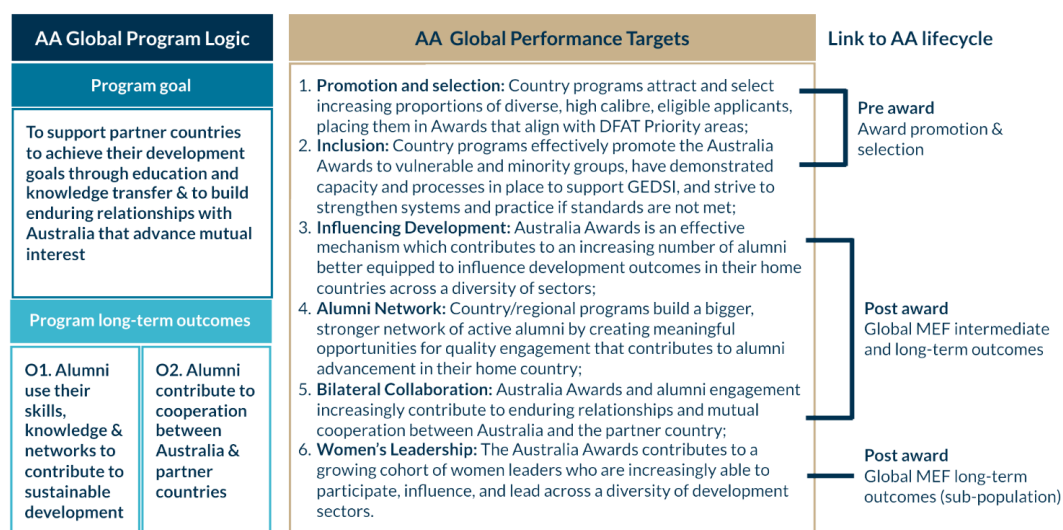 AA Global Program Logic
Program goal
To support partner countries
to achieve their development
goals through education and
knowledge transfer & to build
enduring relationships with
Australia that advance mutual
interest
Program long-term outcomes
O1. Alumni
use their
skills,
knowledge &
networks to
contribute to
sustainable
development
O2. Alumni
contribute to
cooperation
between
Australia &
partner
countries
AA Global Performance Targets
1. Promotion and selection: Country programs attract and select
increasing proportions of diverse, high calibre, eligible applicants,
placing them in Awards that align with DFAT Priority areas;
2. Inclusion: Country programs effectively promote the Australia
Awards to vulnerable and minority groups, have demonstrated
capacity and processes in place to support GEDSI, and strive to
strengthen systems and practice if standards are not met;
3. Influencing Development: Australia Awards is an effective
mechanism which contributes to an increasing number of alumni
better equipped to influence development outcomes in their home
countries across a diversity of sectors;
4. Alumni Network: Country/regional programs build a bigger,
stronger network of active alumni by creating meaningful
opportunities for quality engagement that contributes to alumni
advancement in their home country;
5. Bilateral Collaboration: Australia Awards and alumni engagement
increasingly contribute to enduring relationships and mutual
cooperation between Australia and the partner country;
6. Women's Leadership: The Australia Awards contributes to a
growing cohort of women leaders who are increasingly able to
participate, influence, and lead across a diversity of development
sectors.
Link to AA lifecycle
Pre award
Award promotion &
selection
Post award
Global MEF intermediate
and long-term outcomes
Post award
Global MEF long-term
outcomes (sub-population)